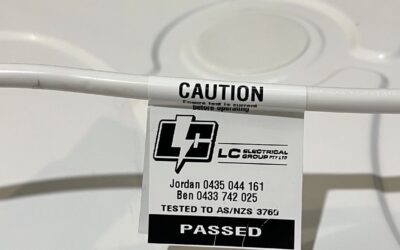 CAUTION
Ensure test is current
before operating
LC
LC ELECTRICAL
GROUP PTY LTD
Jordan 0435 044 161
Ben 0433 742 025
TESTED TO AS/NZS 3760
PASSED